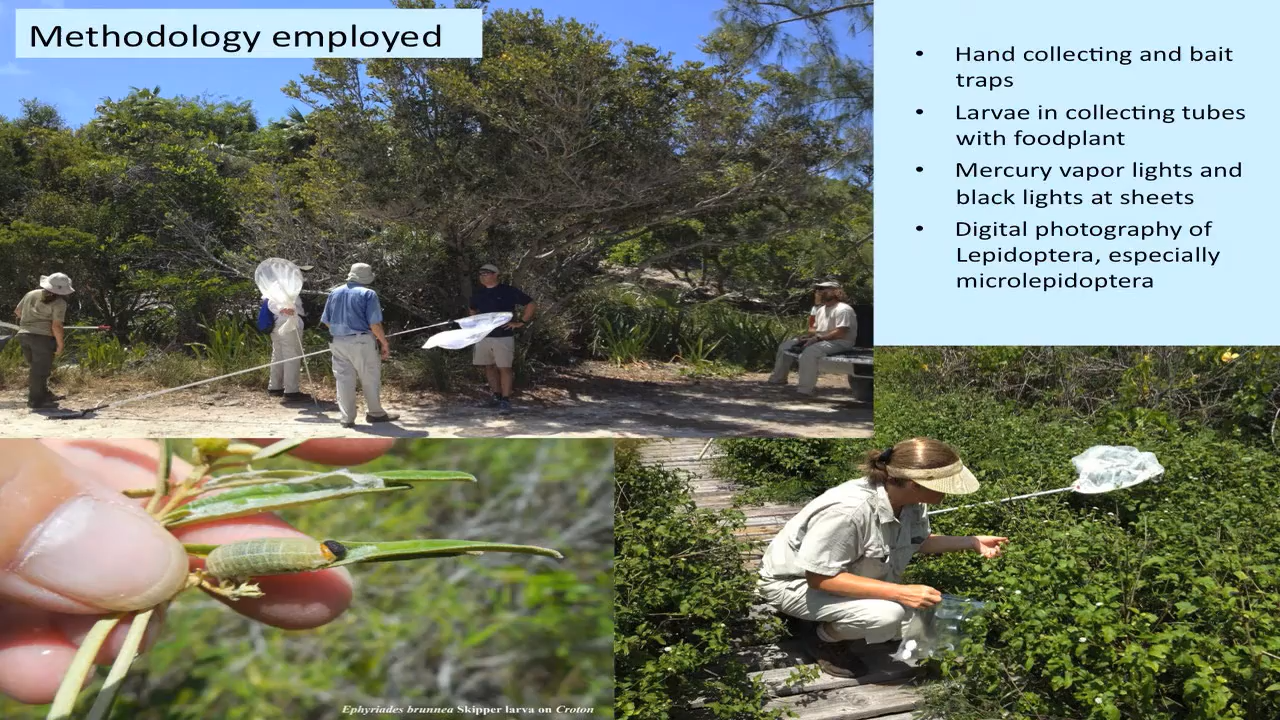 Methodology employed
• Hand collecting and bait
traps
• Larvae in collecting tubes
with foodplant
• Mercury vapor lights and
black lights at sheets
• Digital photography of
Lepidoptera, especially
microlepidoptera
Ephyriades brunnea Skipper larva on Croton